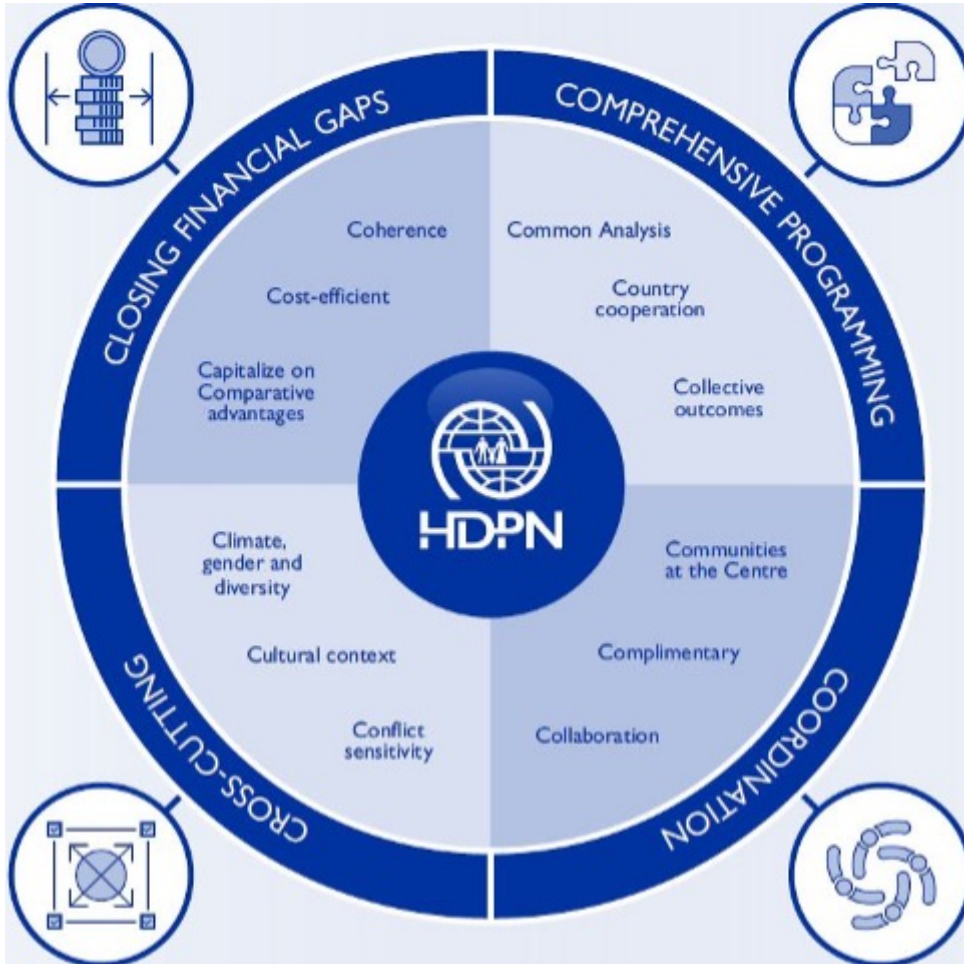 CLOSING FINANCIAL GAPS
COMPREHENSIVE PROGRAMMING
Coherence
Cost-efficient
Capitalize on
Comparative
advantages
Common Analysis
Country
cooperation
Collective
outcomes
HDPN
Climate,
gender and
diversity
Cultural context
Conflict
sensitivity
Communities
at the Centre
Complimentary
Collaboration
CROSS-CUTTING
COORDINATION